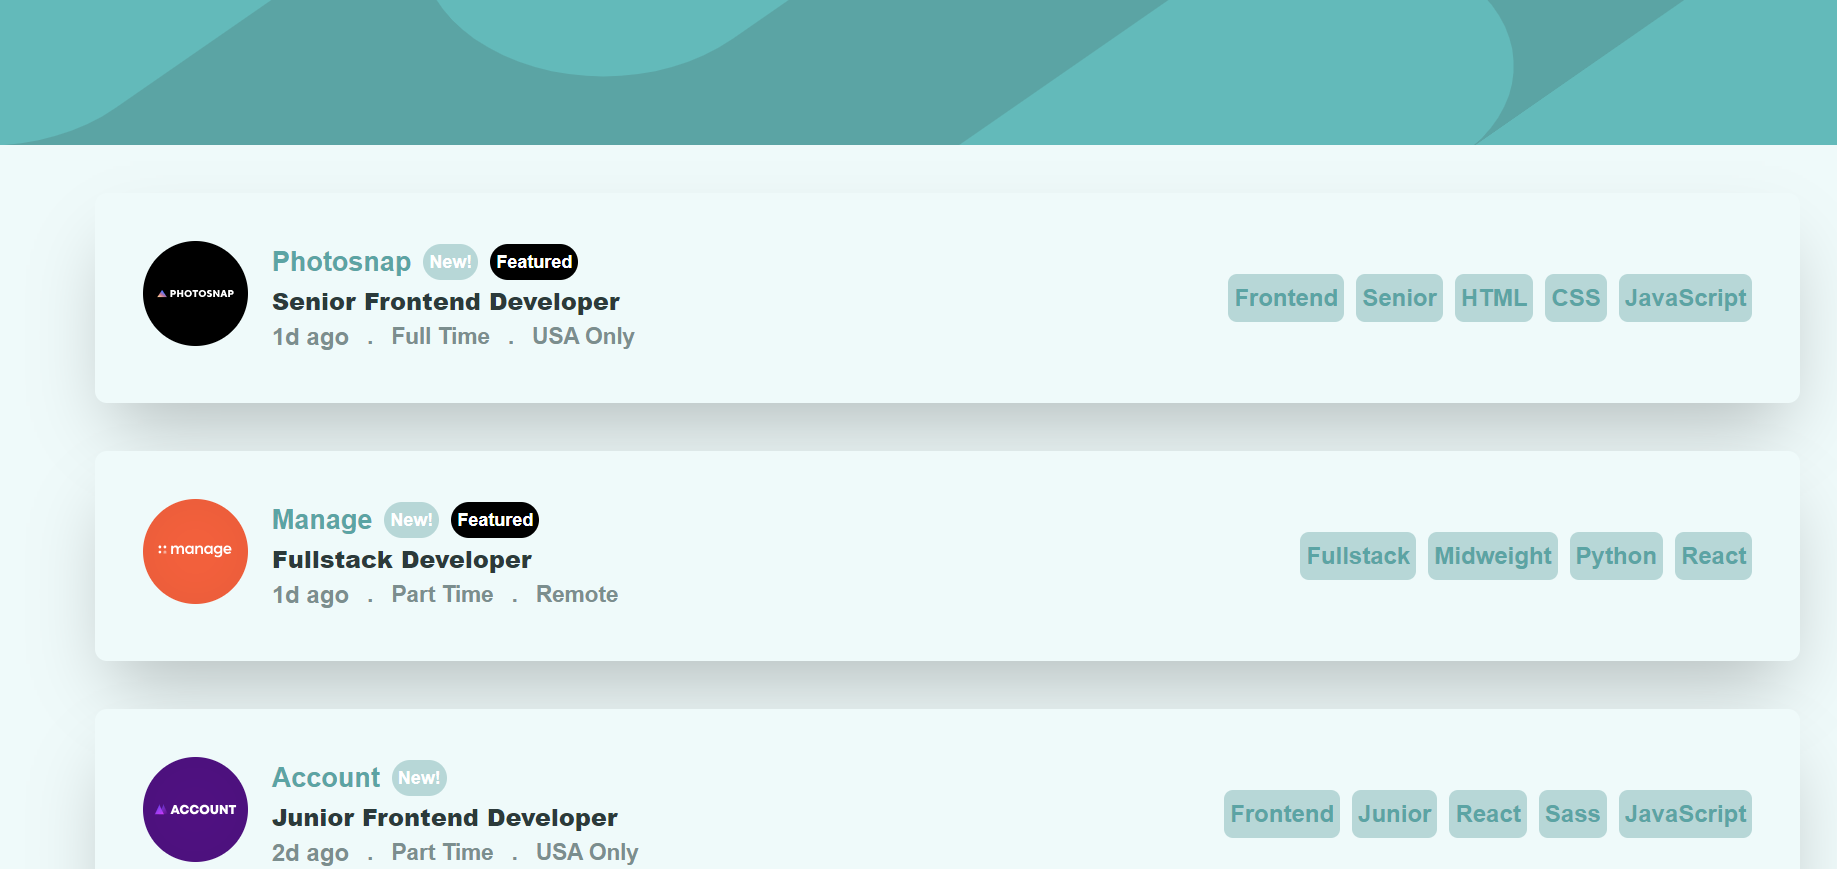 PHOTOSNAP
Photosnap New! Featured
Senior Frontend Developer
1d ago . Full Time . USA Only
Frontend Senior HTML CSS JavaScript
manage
Manage New! Featured
Fullstack Developer
1d ago . Part Time . Remote
Fullstack Midweight Python React
ACCOUNT
Account New!
Junior Frontend Developer
2d ago . Part Time . USA Only
Frontend Junior React Sass JavaScript